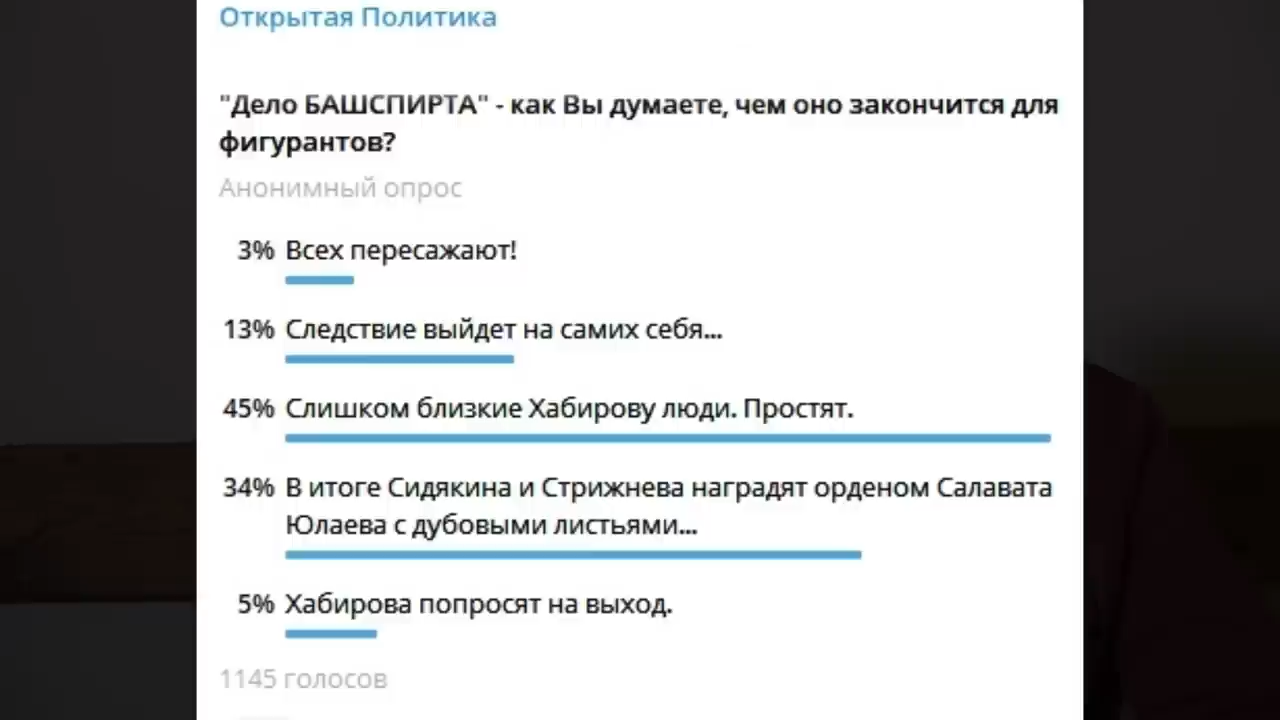 Открытая Политика
"Дело БАШСПИРТА" - как Вы думаете, чем оно закончится для
фигурантов?
Анонимный опрос
3% Всех пересажают!
13% Следствие выйдет на самих себя...
45% Слишком близкие Хабирову люди. Простят.
34% В итоге Сидякина и Стрижнева наградят орденом Салавата
Юлаева с дубовыми листьями...
5% Хабирова попросят на выход.
1145 голосов